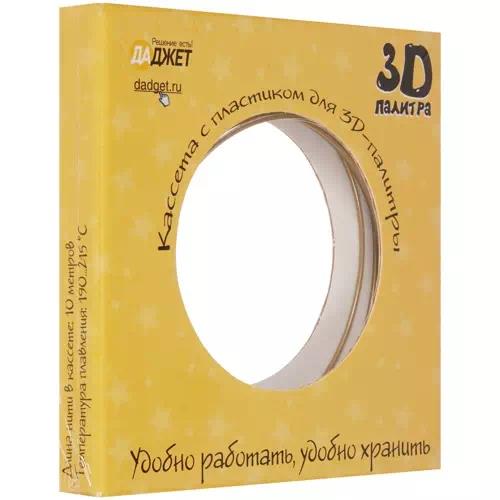 Решение есть!
ДАДЖЕТ
dadget.ru
3D
палитра
Кассета с пластиком для 3D-палитры
Удобно работать, удобно хранить
Длина нити в кассете: 10 метров
Температура плавления: 190...215 °C